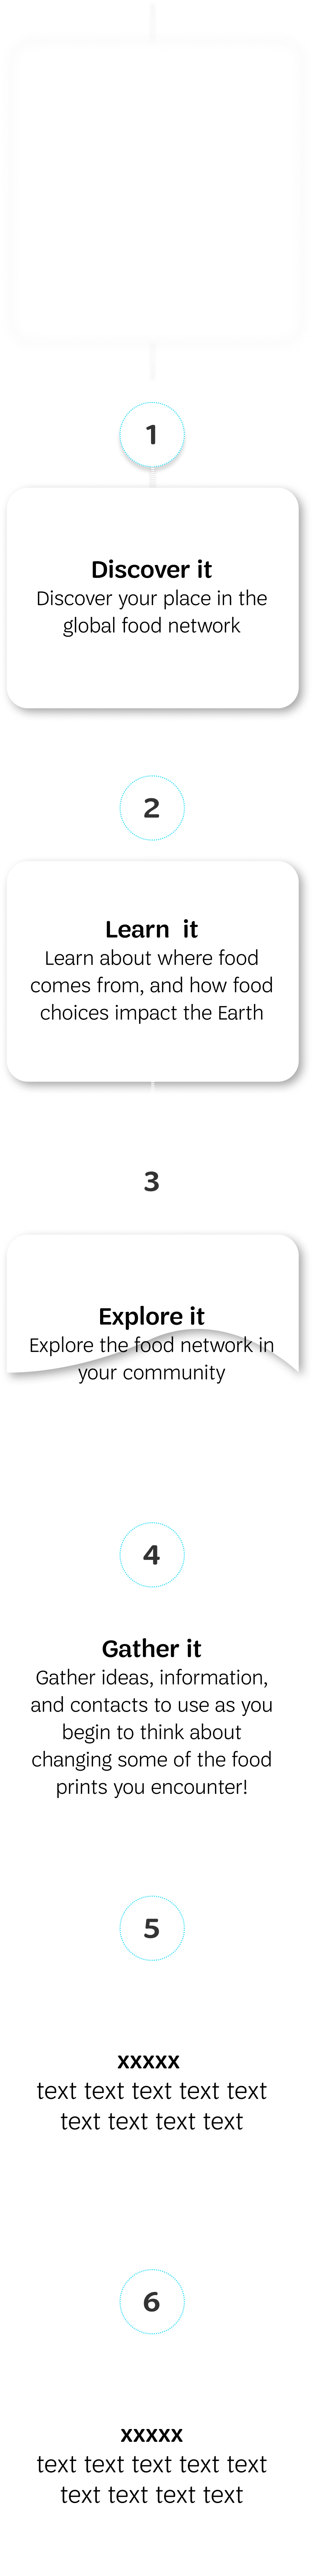 1
Discover it
Discover your place in the
global food network
2
Learn  it
Learn about where food
comes from, and how food
choices impact the Earth
3
Explore it
Explore the food network in
your community
4
Gather it
Gather ideas, information,
and contacts to use as you
begin to think about
changing some of the food
prints you encounter!
5
xxxxx
text text text text text
text text text text
6
xxxxx
text text text text text
text text text text